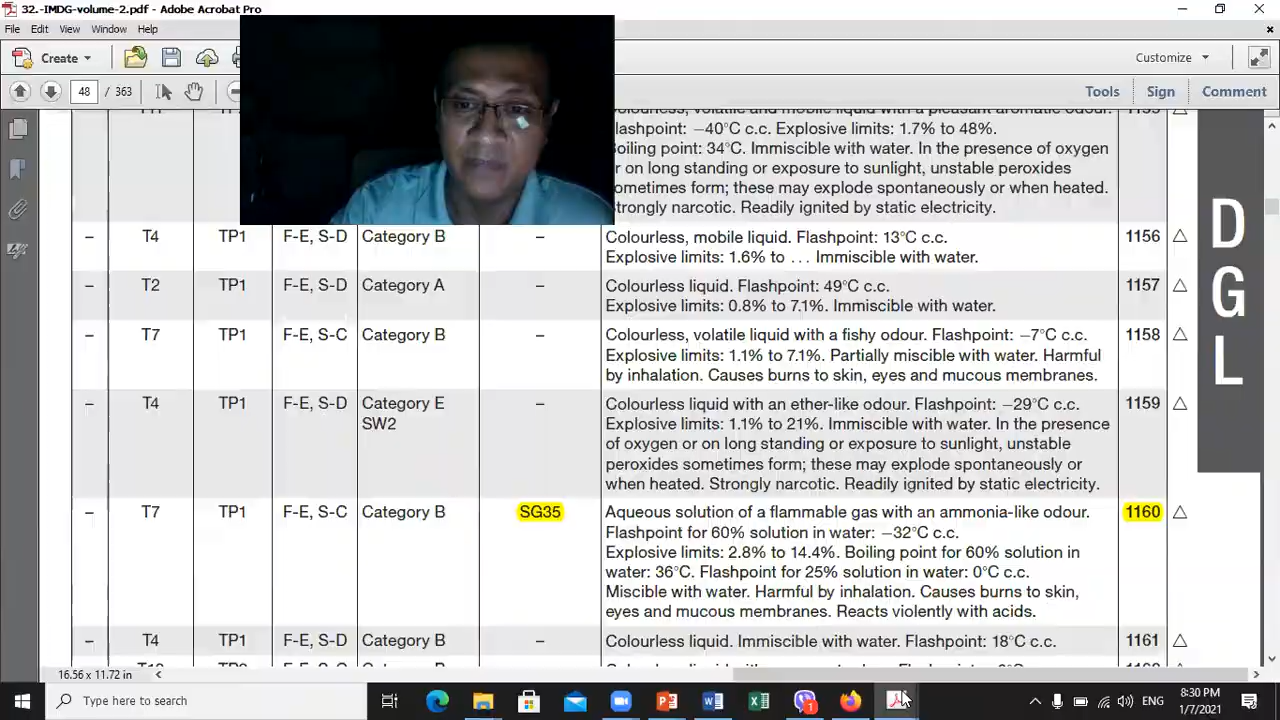 32.-IMDG-volume-2.pdf - Adobe Acrobat Pro
File Edit View Window Help
Create
Customize
48 / 363
Tools Sign Comment
Colourless, volatile and mobile liquid with a pleasant aromatic odour.
Flashpoint: −40°C c.c. Explosive limits: 1.7% to 48%.
Boiling point: 34°C. Immiscible with water. In the presence of oxygen
or on long standing or exposure to sunlight, unstable peroxides
sometimes form; these may explode spontaneously or when heated.
Strongly narcotic. Readily ignited by static electricity.
– T4 TP1 F-E, S-D Category B – Colourless, mobile liquid. Flashpoint: 13°C c.c. 1156 △
Explosive limits: 1.6% to ... Immiscible with water.
– T2 TP1 F-E, S-D Category A – Colourless liquid. Flashpoint: 49°C c.c. 1157 △
Explosive limits: 0.8% to 7.1%. Immiscible with water.
– T7 TP1 F-E, S-C Category B – Colourless, volatile liquid with a fishy odour. Flashpoint: −7°C c.c. 1158 △
Explosive limits: 1.1% to 7.1%. Partially miscible with water. Harmful
by inhalation. Causes burns to skin, eyes and mucous membranes.
– T4 TP1 F-E, S-D Category E – Colourless liquid with an ether-like odour. Flashpoint: −29°C c.c. 1159 △
SW2 Explosive limits: 1.1% to 21%. Immiscible with water. In the presence
of oxygen or on long standing or exposure to sunlight, unstable
peroxides sometimes form; these may explode spontaneously or
when heated. Strongly narcotic. Readily ignited by static electricity.
– T7 TP1 F-E, S-C Category B SG35 Aqueous solution of a flammable gas with an ammonia-like odour. 1160 △
Flashpoint for 60% solution in water: −32°C c.c.
Explosive limits: 2.8% to 14.4%. Boiling point for 60% solution in
water: 36°C. Flashpoint for 25% solution in water: 0°C c.c.
Miscible with water. Harmful by inhalation. Causes burns to skin,
eyes and mucous membranes. Reacts violently with acids.
– T4 TP1 F-E, S-D Category B – Colourless liquid. Immiscible with water. Flashpoint: 18°C c.c. 1161 △
D
G
L
16.56 x 11.72 in
Type here to search
ENG
8:30 PM
1/7/2021